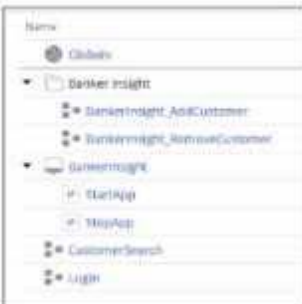 Name
Globals
Banker Insight
BankerInsight_AddCustomer
BankerInsight_RemoveCustomer
BankerInsight
StartApp
StopApp
CustomerSearch
Login